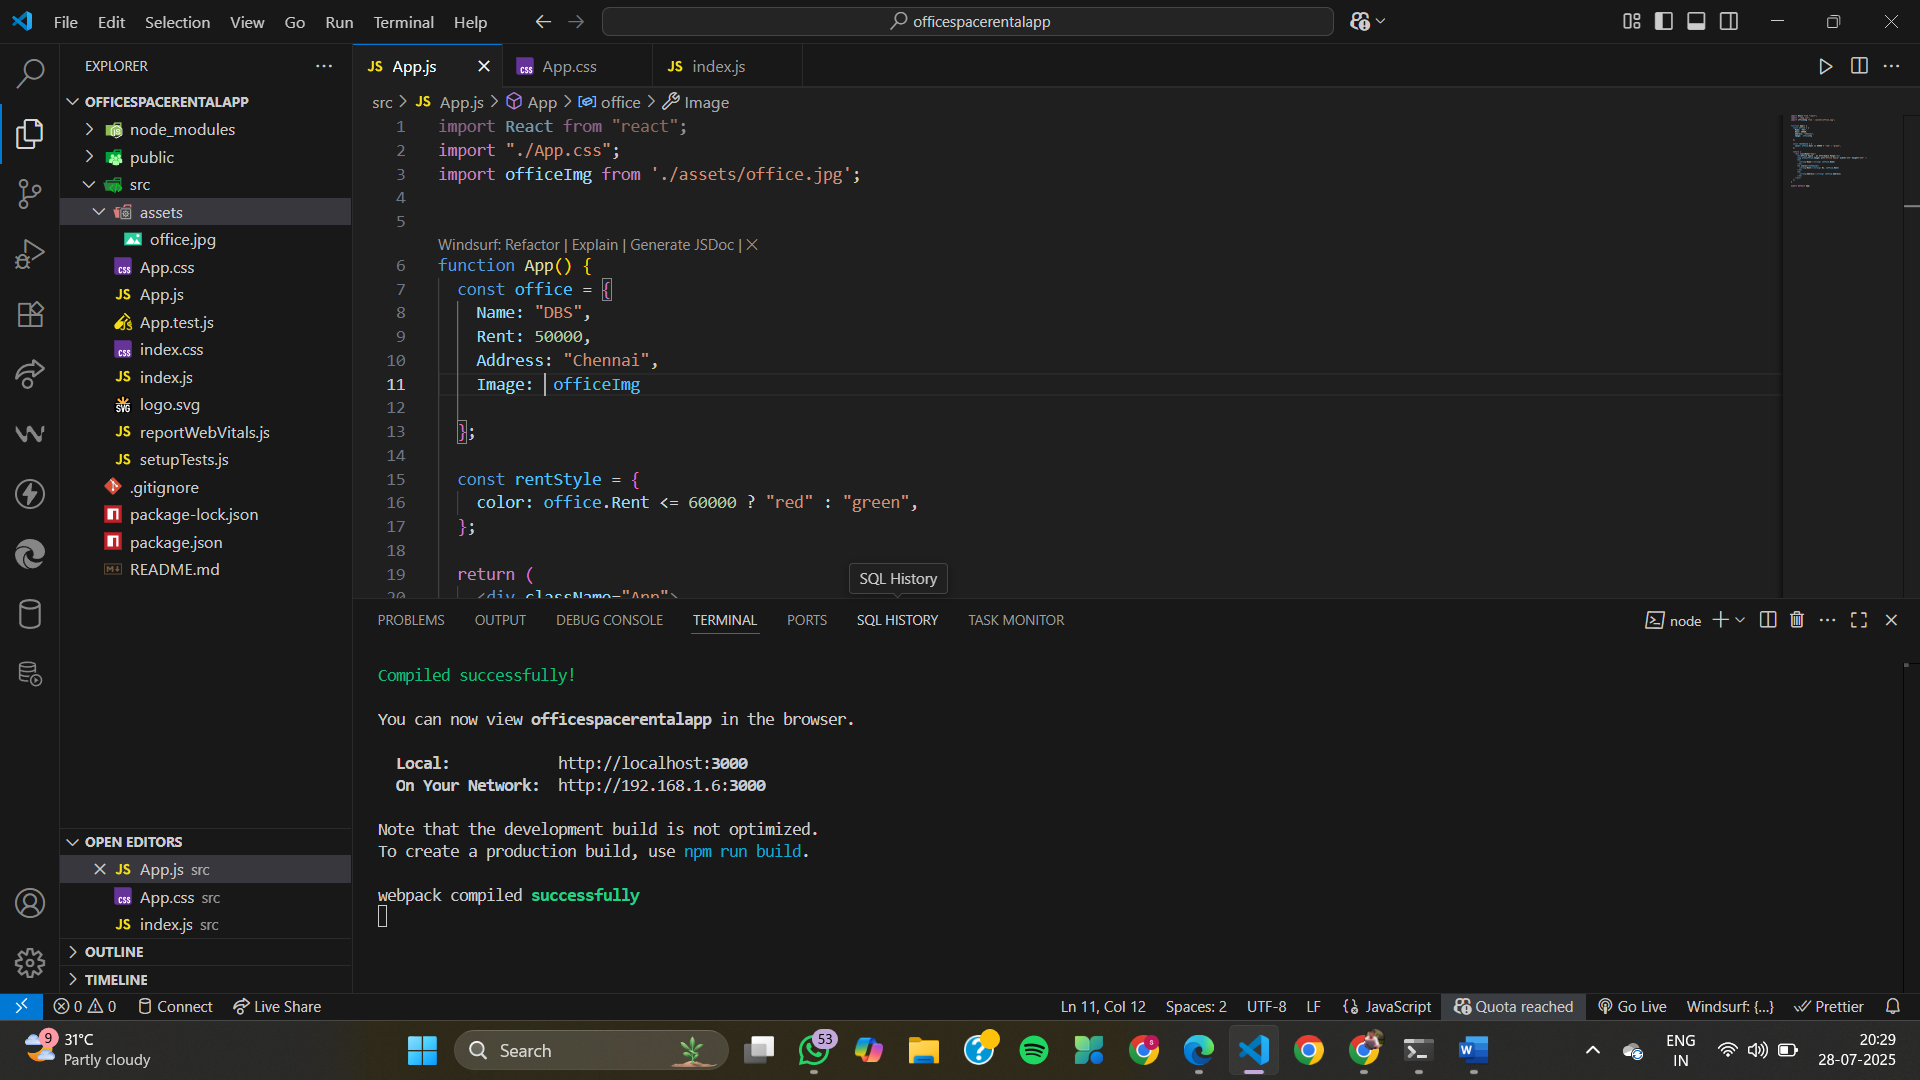 File Edit Selection View Go Run Terminal Help
officespacerentalapp
EXPLORER
OFFICESPACERENTALAPP
node_modules
public
src
assets
office.jpg
App.css
App.js
App.test.js
index.css
index.js
logo.svg
reportWebVitals.js
setupTests.js
.gitignore
package-lock.json
package.json
README.md
OPEN EDITORS
App.js src
App.css src
index.js src
OUTLINE
TIMELINE
App.js App.css index.js
src > App.js > App > office > Image
1 import React from "react";
2 import "./App.css";
3 import officeImg from './assets/office.jpg';
4
5
Windsurf: Refactor | Explain | Generate JSDoc | ×
6 function App() {
7 const office = {
8 Name: "DBS",
9 Rent: 50000,
10 Address: "Chennai",
11 Image: officeImg
12
13 };
14
15 const rentStyle = {
16 color: office.Rent <= 60000 ? "red" : "green",
17 };
18
19 return (
20 <div className="App">
SQL History
PROBLEMS OUTPUT DEBUG CONSOLE TERMINAL PORTS SQL HISTORY TASK MONITOR
node
Compiled successfully!
You can now view officespacerentalapp in the browser.
Local: http://localhost:3000
On Your Network: http://192.168.1.6:3000
Note that the development build is not optimized.
To create a production build, use npm run build.
webpack compiled successfully
0 0 Connect Live Share
Ln 11, Col 12 Spaces: 2 UTF-8 LF {} JavaScript Quota reached Go Live Windsurf: {...} Prettier
9 31°C
Partly cloudy
Search
53
ENG
IN
20:29
28-07-2025